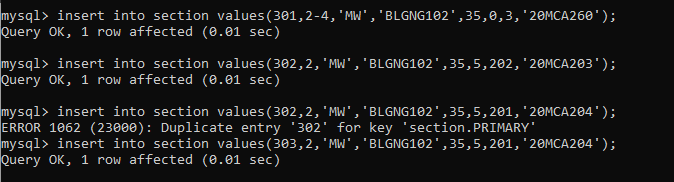 mysql> insert into section values(301,2-4,'MW','BLGNG102',35,0,3,'20MCA260');
Query OK, 1 row affected (0.01 sec)
mysql> insert into section values(302,2,'MW','BLGNG102',35,5,202,'20MCA203');
Query OK, 1 row affected (0.01 sec)
mysql> insert into section values(302,2,'MW','BLGNG102',35,5,201,'20MCA204');
ERROR 1062 (23000): Duplicate entry '302' for key 'section.PRIMARY'
mysql> insert into section values(303,2,'MW','BLGNG102',35,5,201,'20MCA204');
Query OK, 1 row affected (0.01 sec)